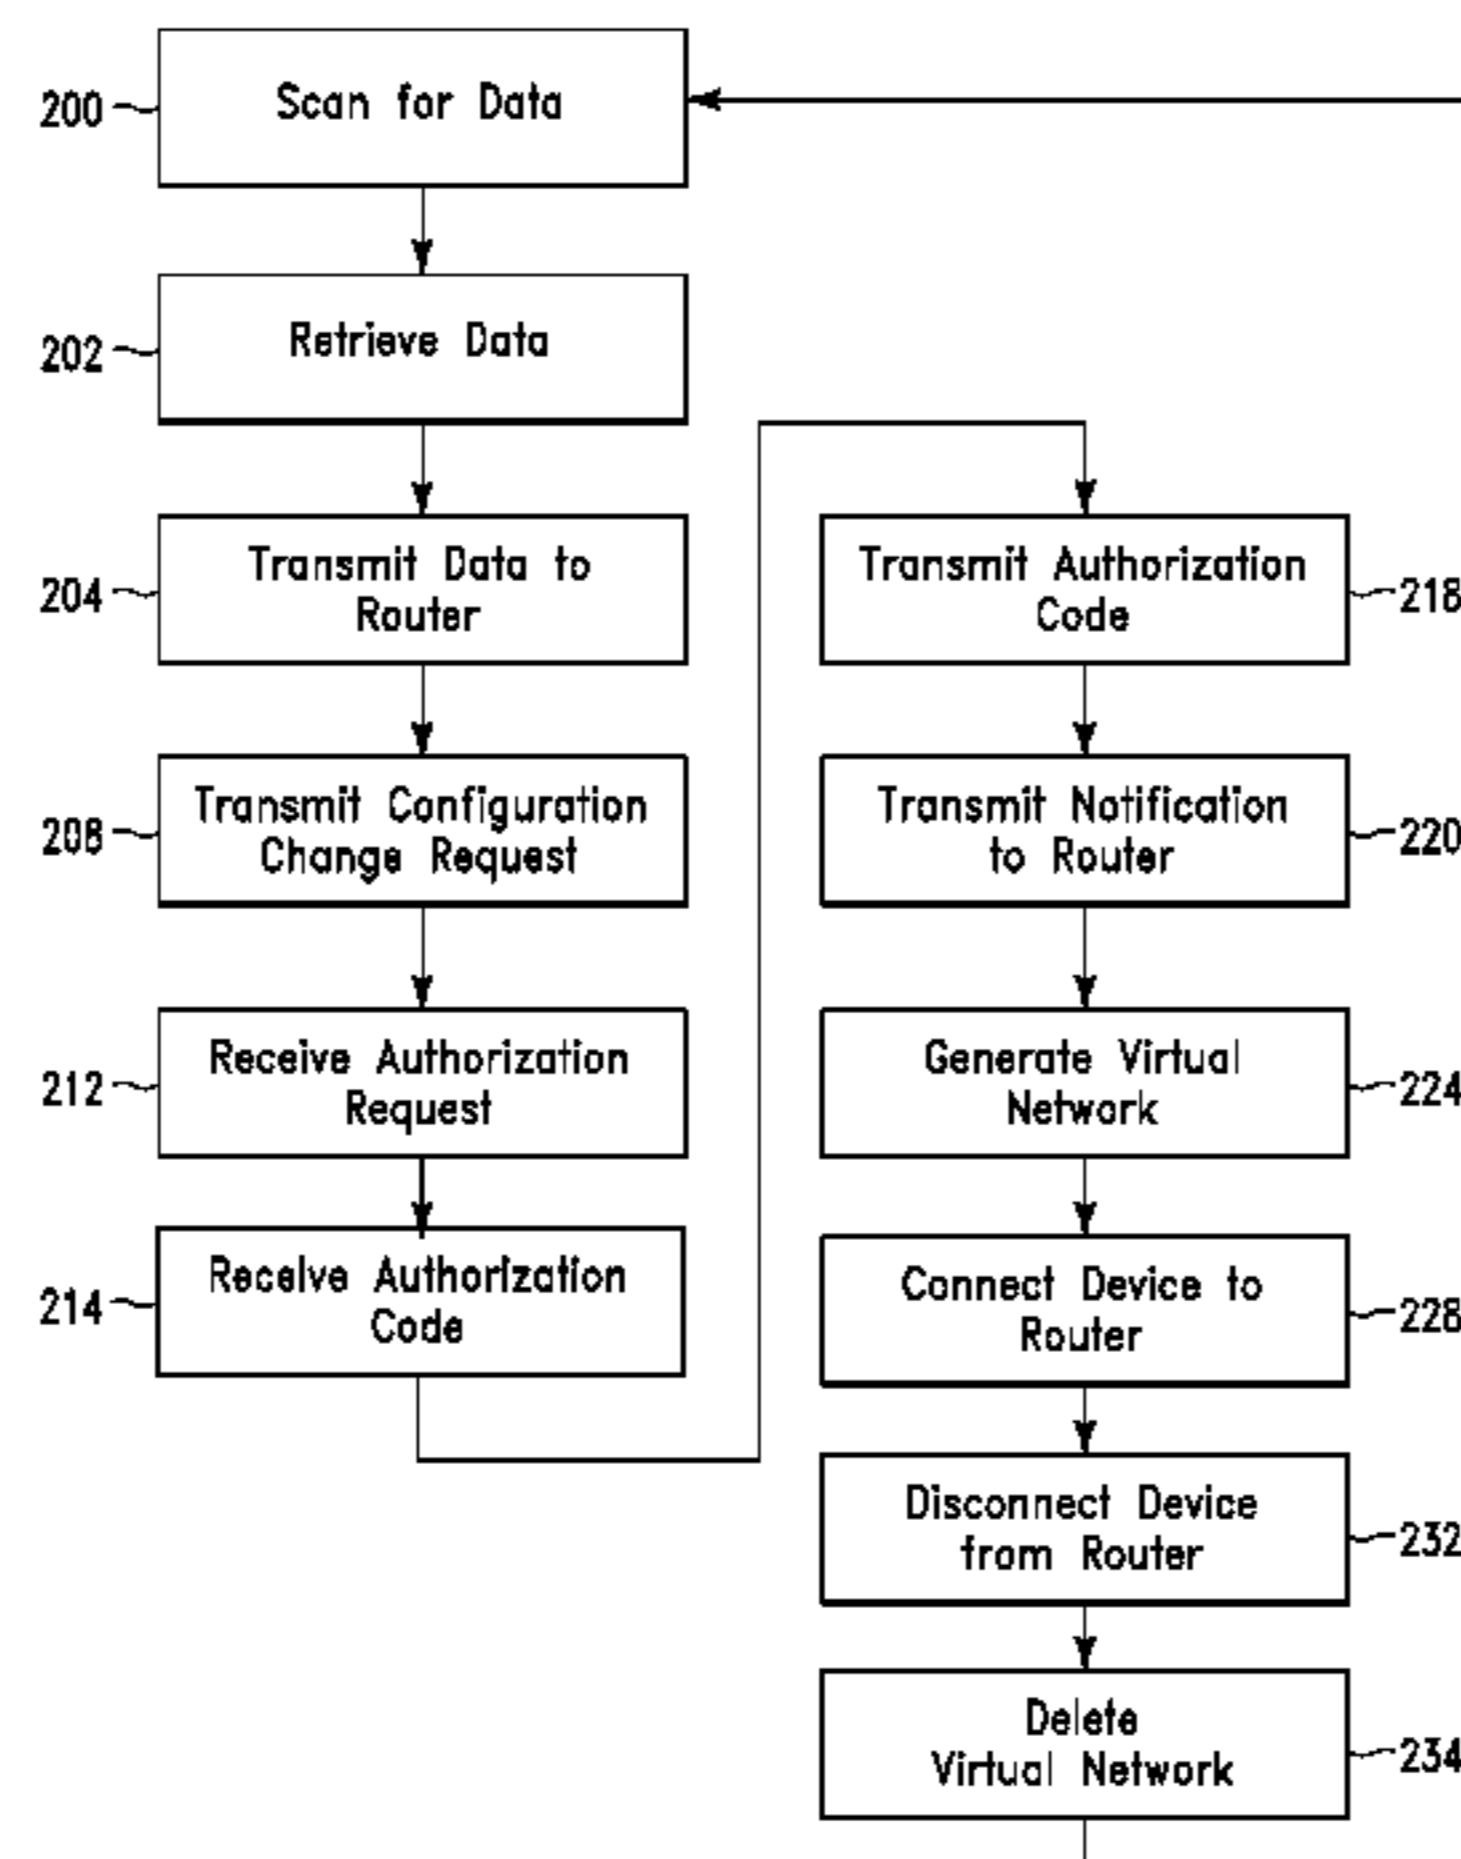 200
Scan for Data
202
Retrieve Data
204
Transmit Data to
Router
208
Transmit Configuration
Change Request
212
Receive Authorization
Request
214
Receive Authorization
Code
Transmit Authorization
Code
218
Transmit Notification
to Router
220
Generate Virtual
Network
224
Connect Device to
Router
228
Disconnect Device
from Router
232
Delete
Virtual Network
234